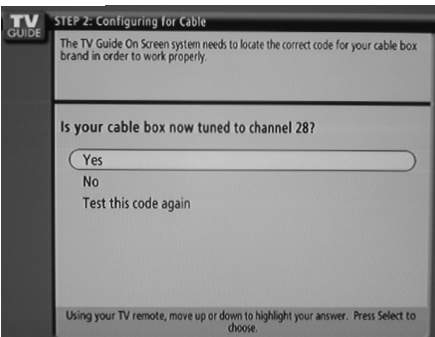 TV
GUIDE
STEP 2: Configuring for Cable
The TV Guide On Screen system needs to locate the correct code for your cable box
brand in order to work properly.
Is your cable box now tuned to channel 28?
Yes
No
Test this code again
Using your TV remote, move up or down to highlight your answer. Press Select to
choose.